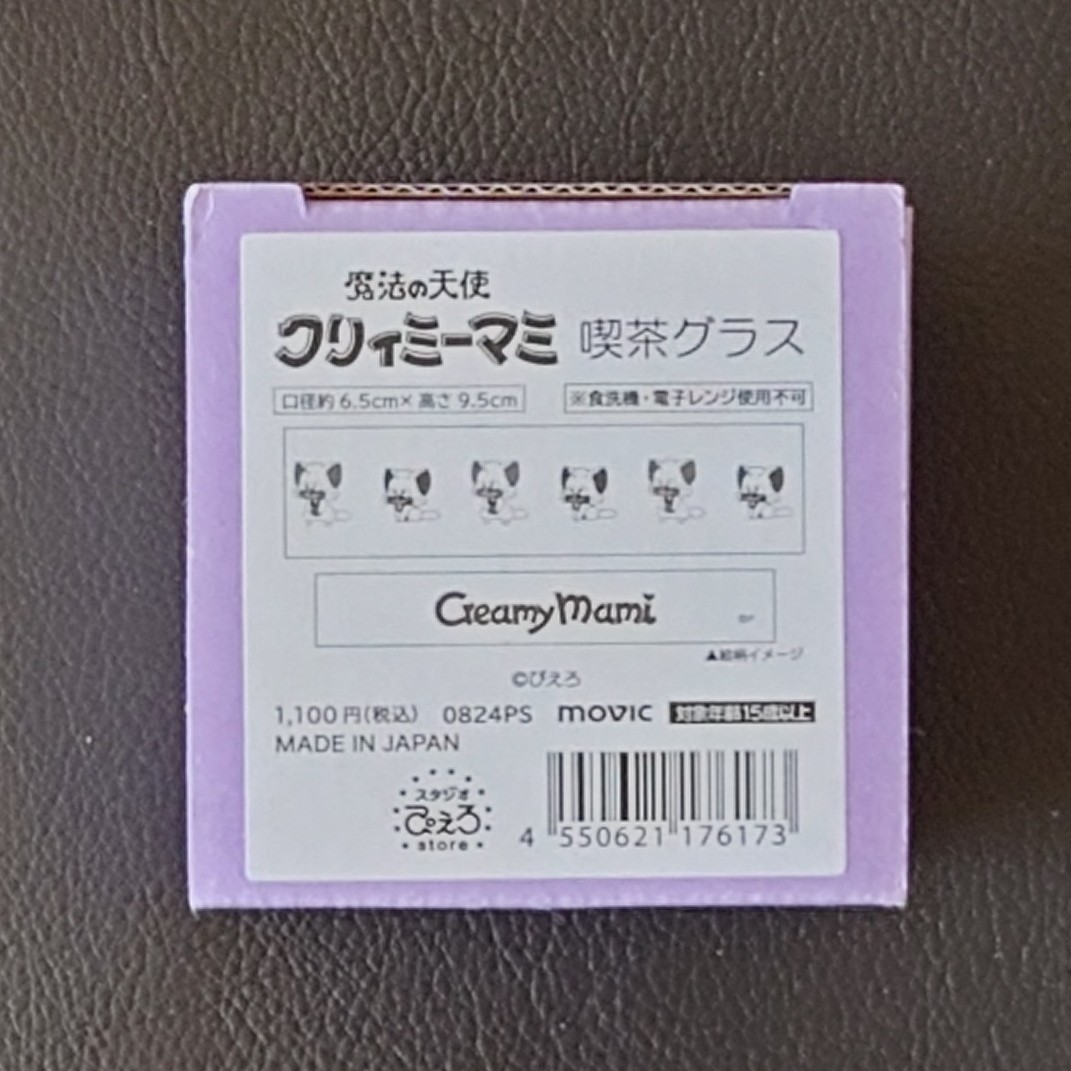 魔法の天使
クリィミーマミ 喫茶グラス
口径約 6.5cm× 高さ 9.5cm ※食洗機・電子レンジ使用不可
Creamy Mami
▲絵柄イメージ
©ぴえろ
1,100 円(税込) 0824PS movic 対象年齢15歳以上
MADE IN JAPAN
スタジオ
ぴえろ
store
4 550621 176173